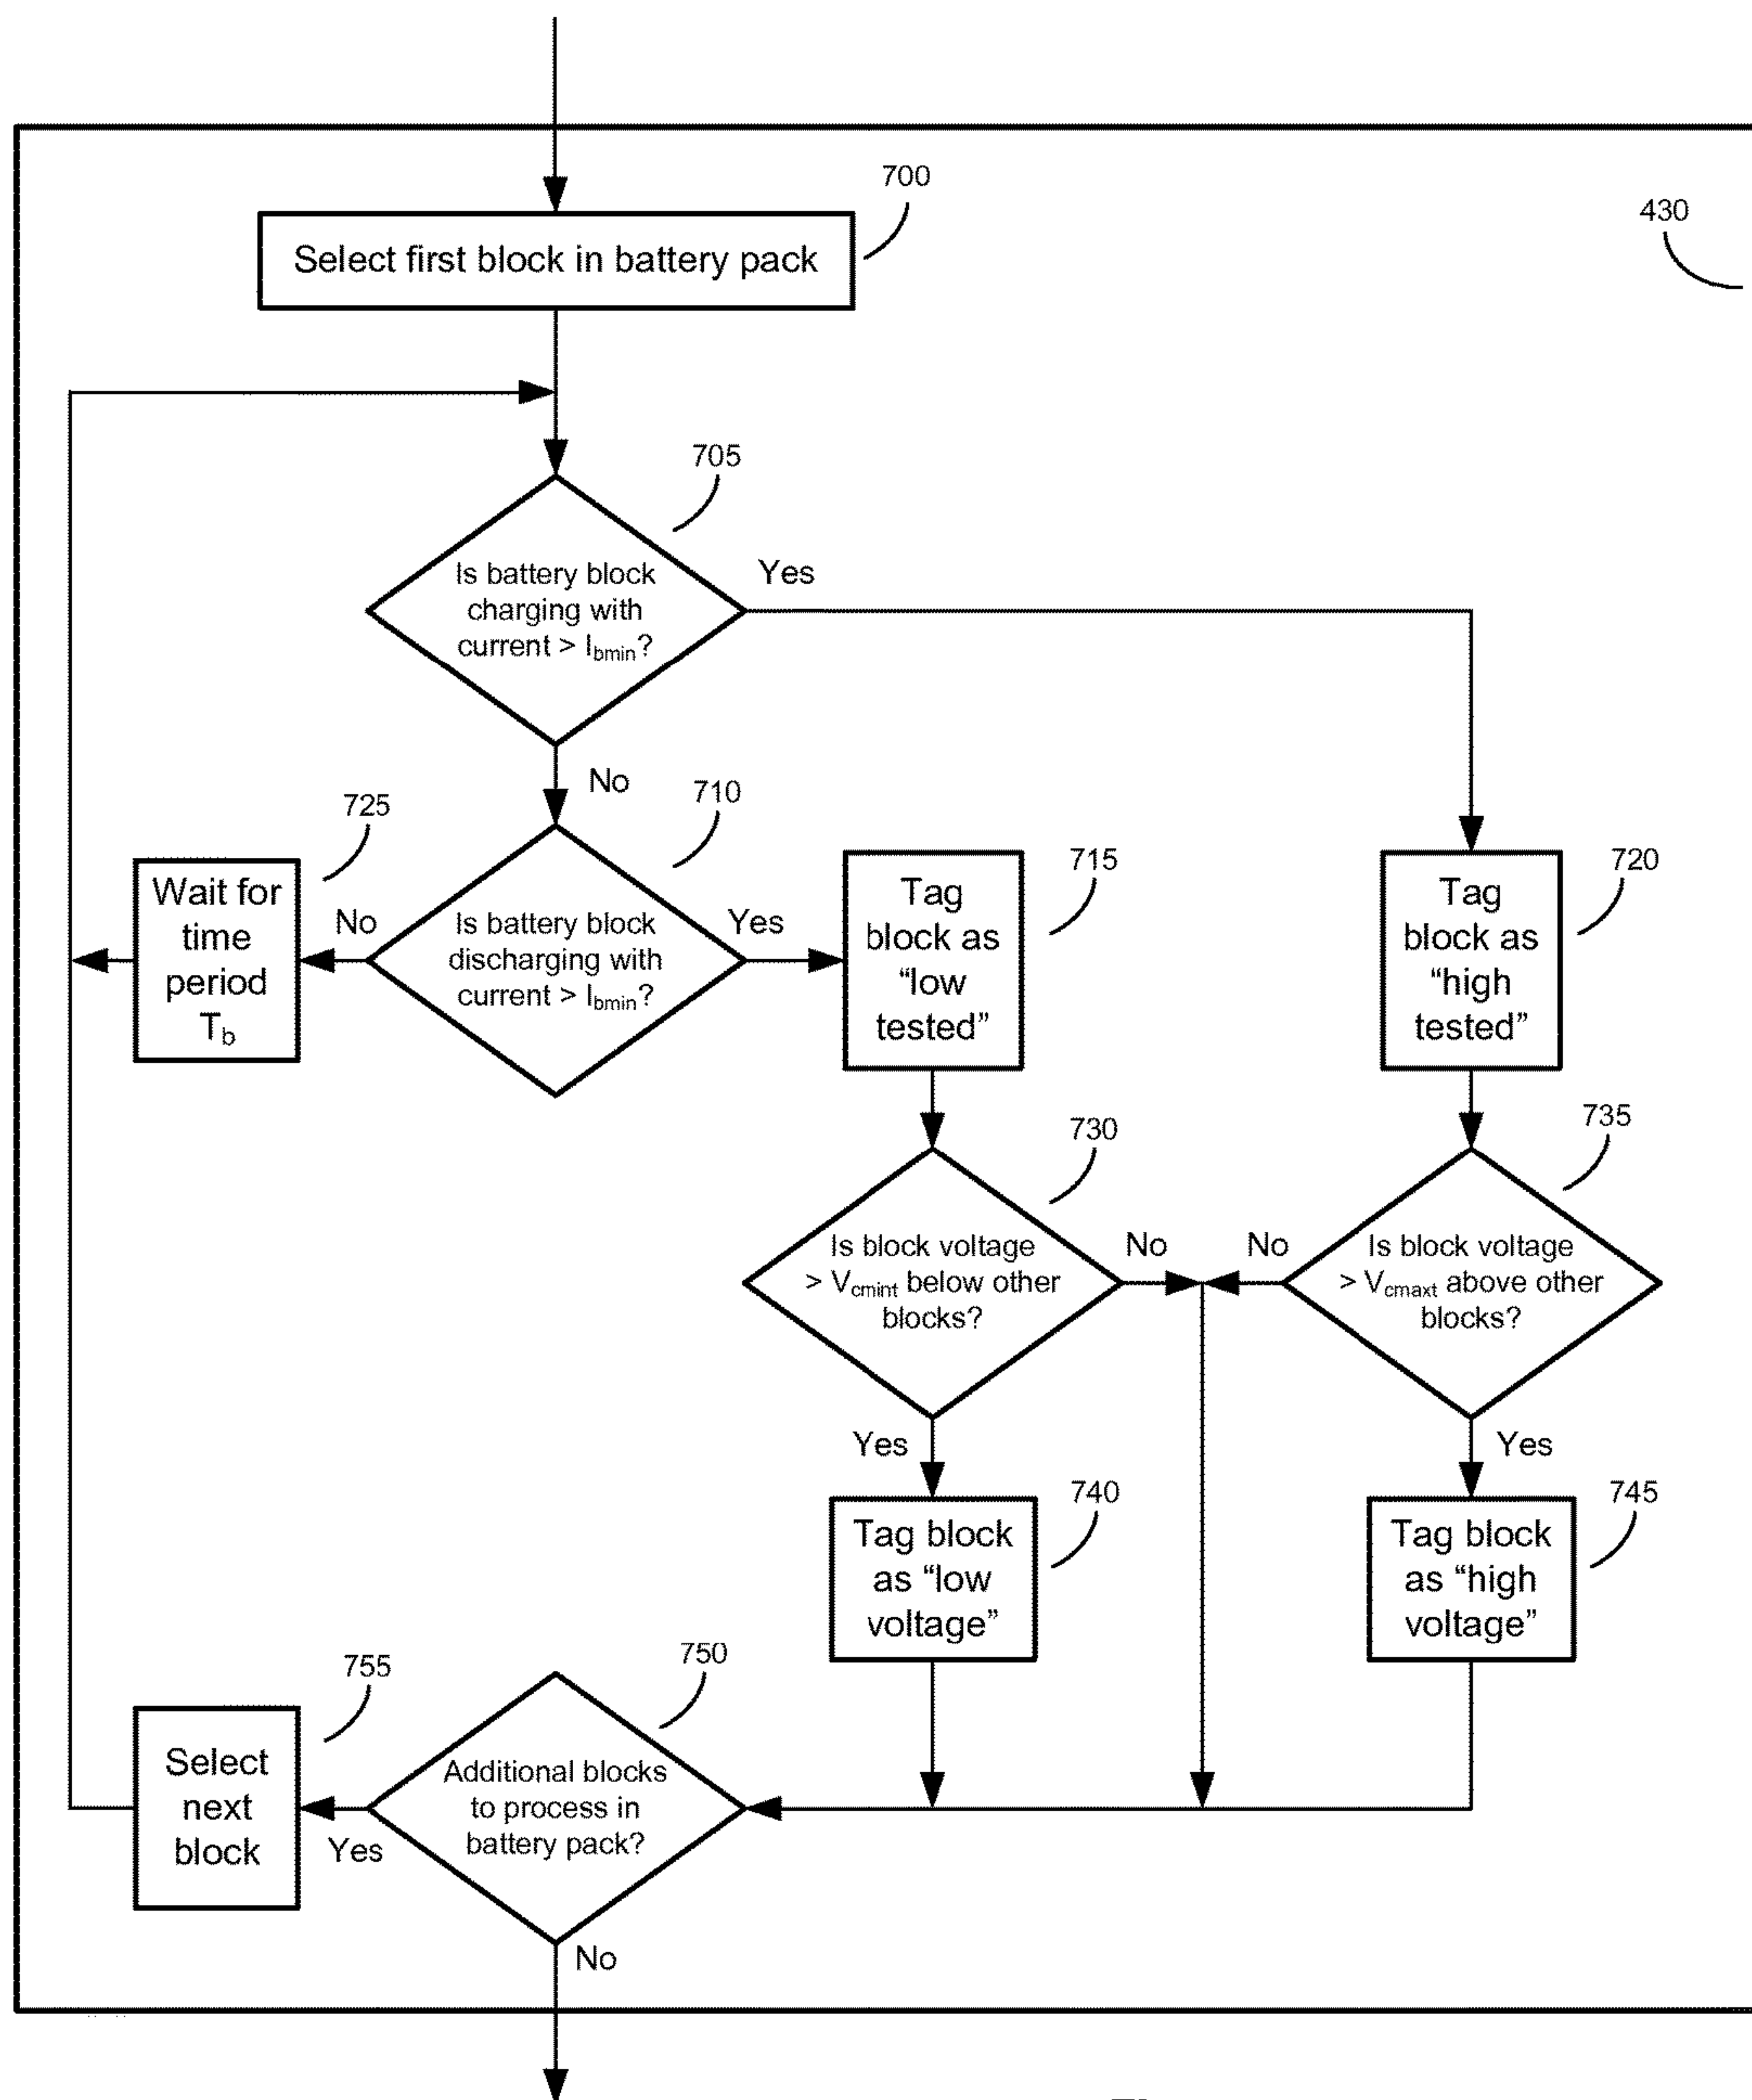 700
430
Select first block in battery pack
705
Is battery block
charging with
current > Ibmin?
Yes
No
725
710
715
720
Wait for
time
period
Tb
No
Is battery block
discharging with
current > Ibmin?
Yes
Tag
block as
“low
tested”
Tag
block as
“high
tested”
730
735
Is block voltage
> Vcmint below other
blocks?
No
No
Is block voltage
> Vcmaxt above other
blocks?
Yes
Yes
740
745
Tag block
as “low
voltage”
Tag block
as “high
voltage”
755
750
Select
next
block
Yes
Additional blocks
to process in
battery pack?
No